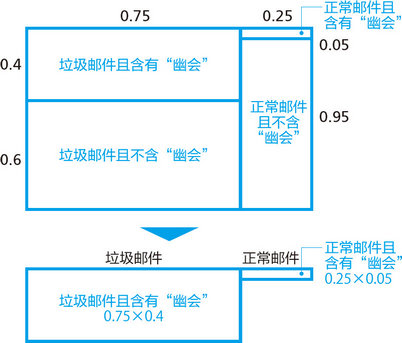 0.75
0.25
正常邮件且
含有“幽会”
0.05
0.4
垃圾邮件且含有“幽会”
正常邮件
且不含
“幽会”
0.95
0.6
垃圾邮件且不含“幽会”
垃圾邮件
正常邮件
正常邮件且
含有“幽会”
0.25×0.05
垃圾邮件且含有“幽会”
0.75×0.4